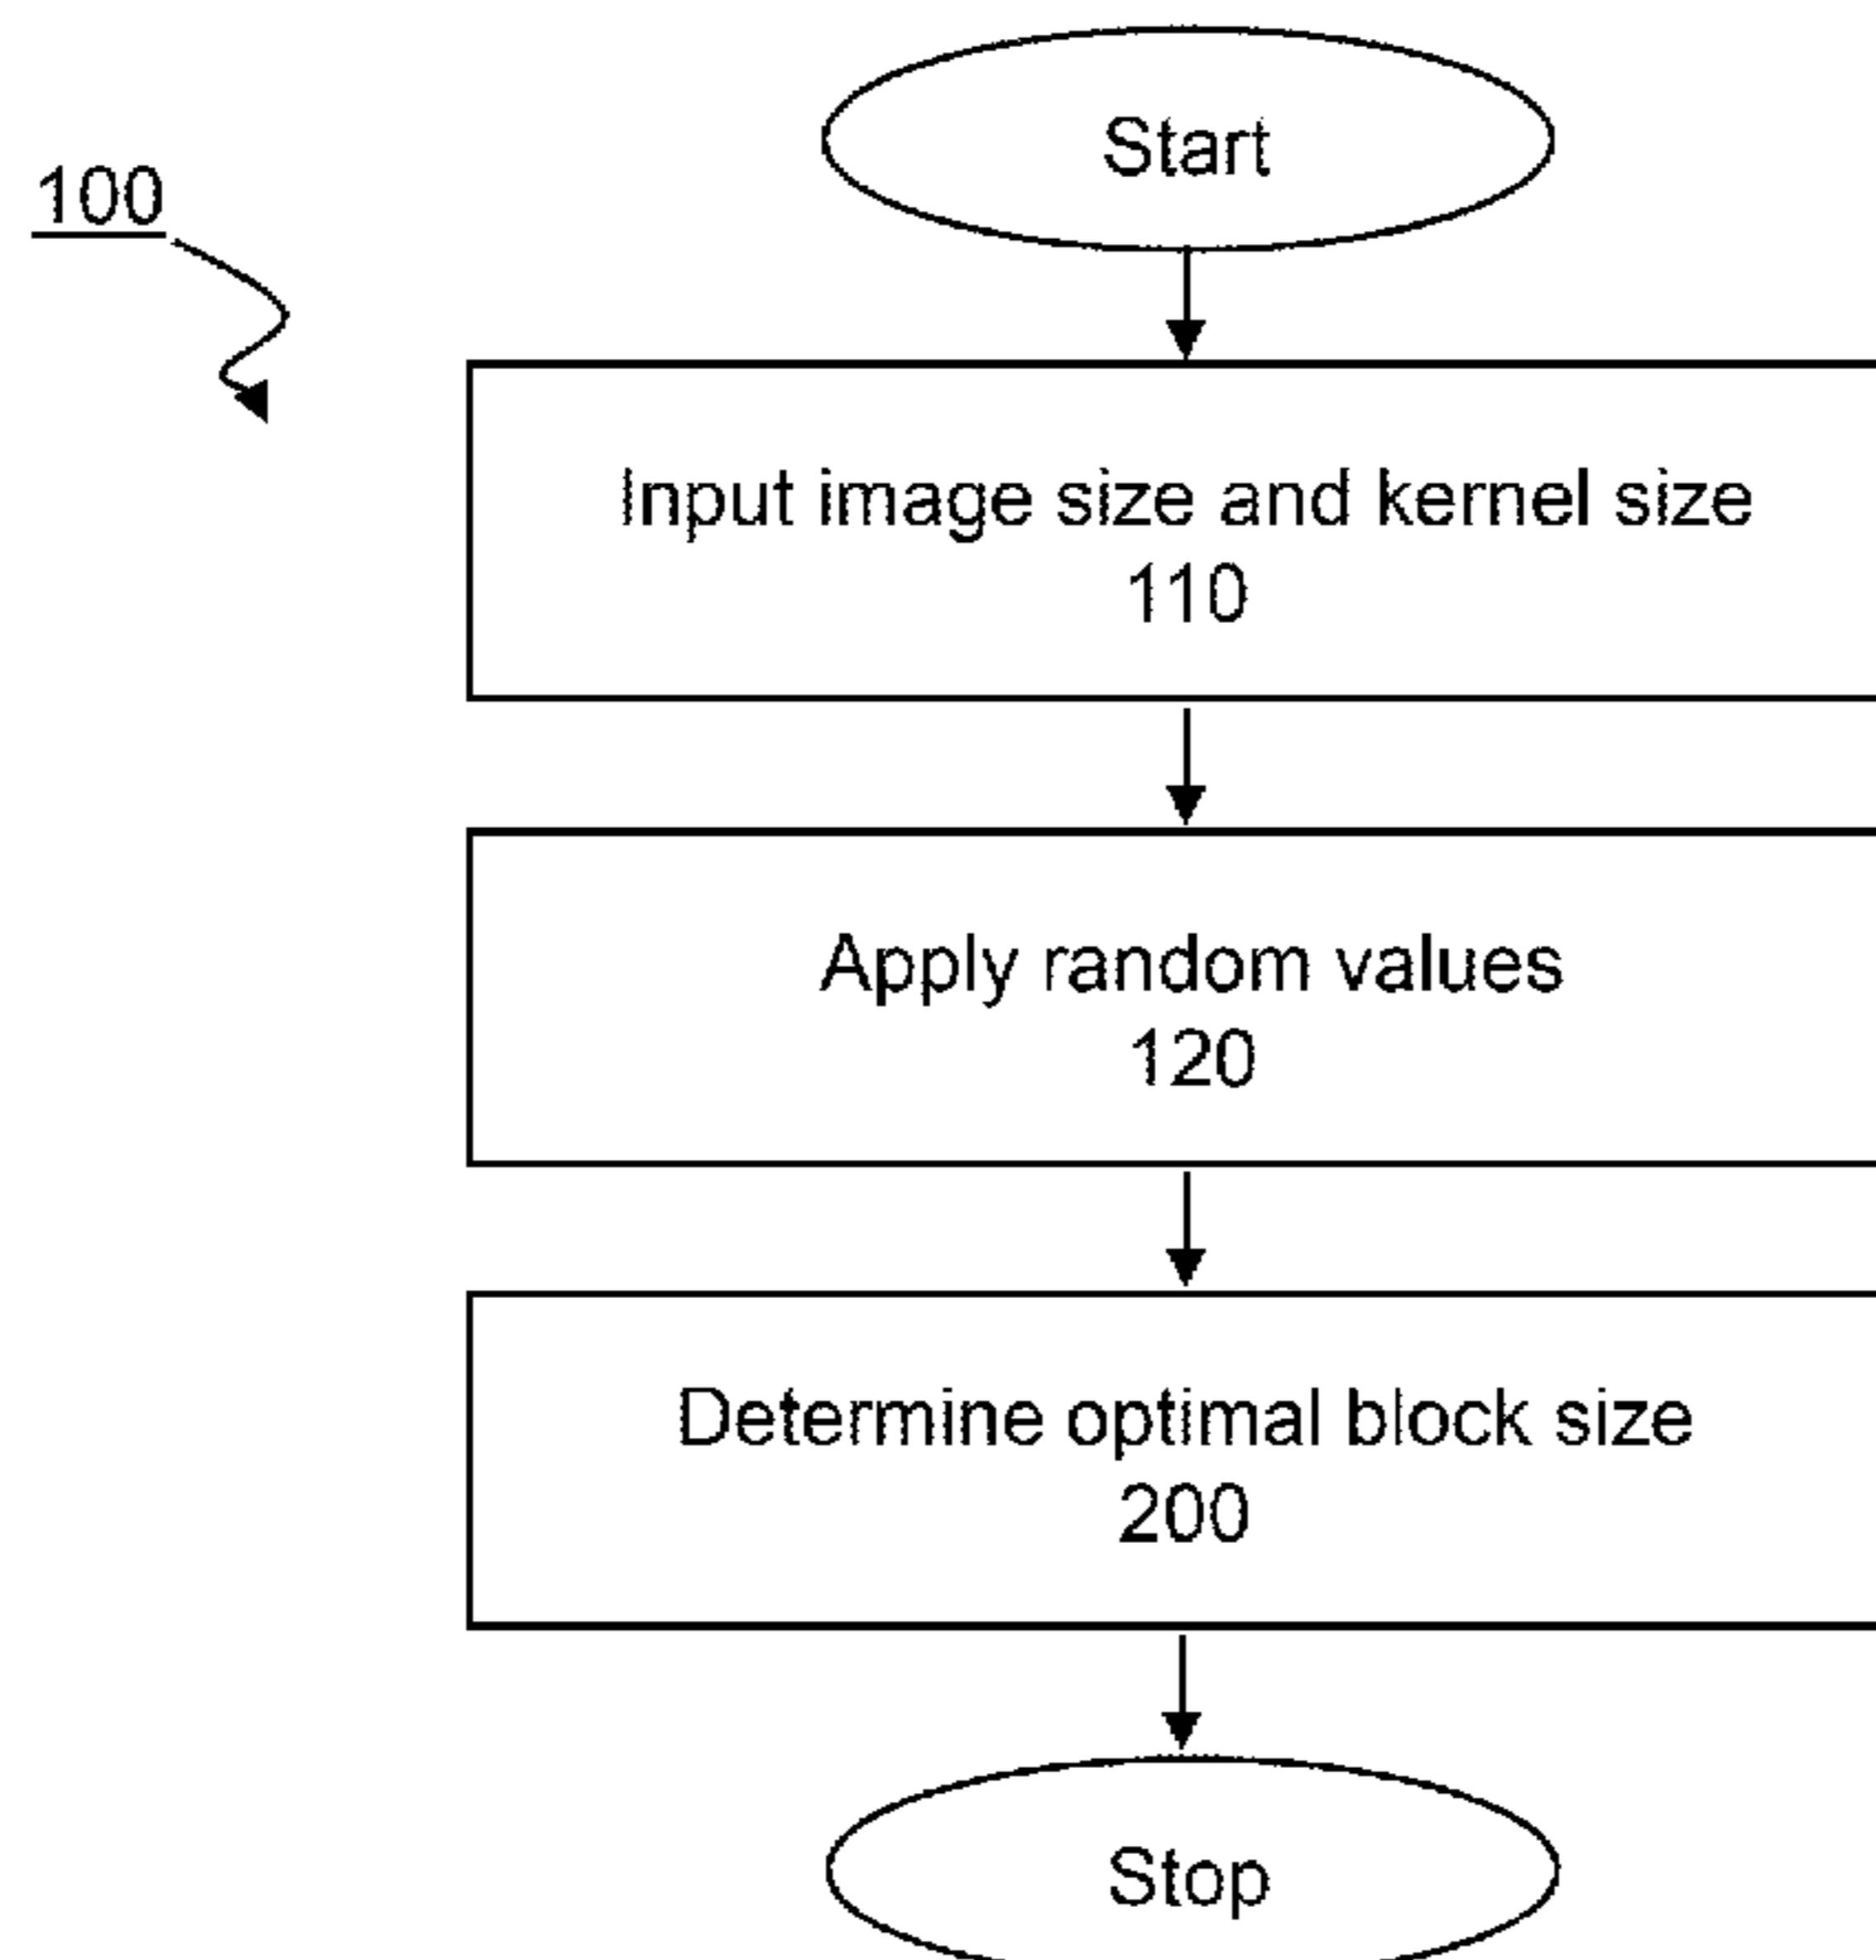 Start
100
Input image size and kernel size
110
Apply random values
120
Determine optimal block size
200
Stop